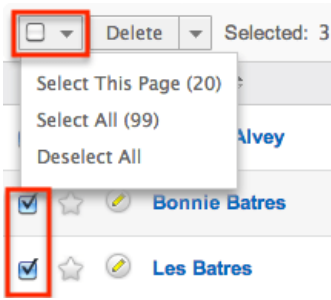 Delete Selected: 3
Select This Page (20)
Select All (99)
Alvey
Deselect All
Bonnie Batres
Les Batres